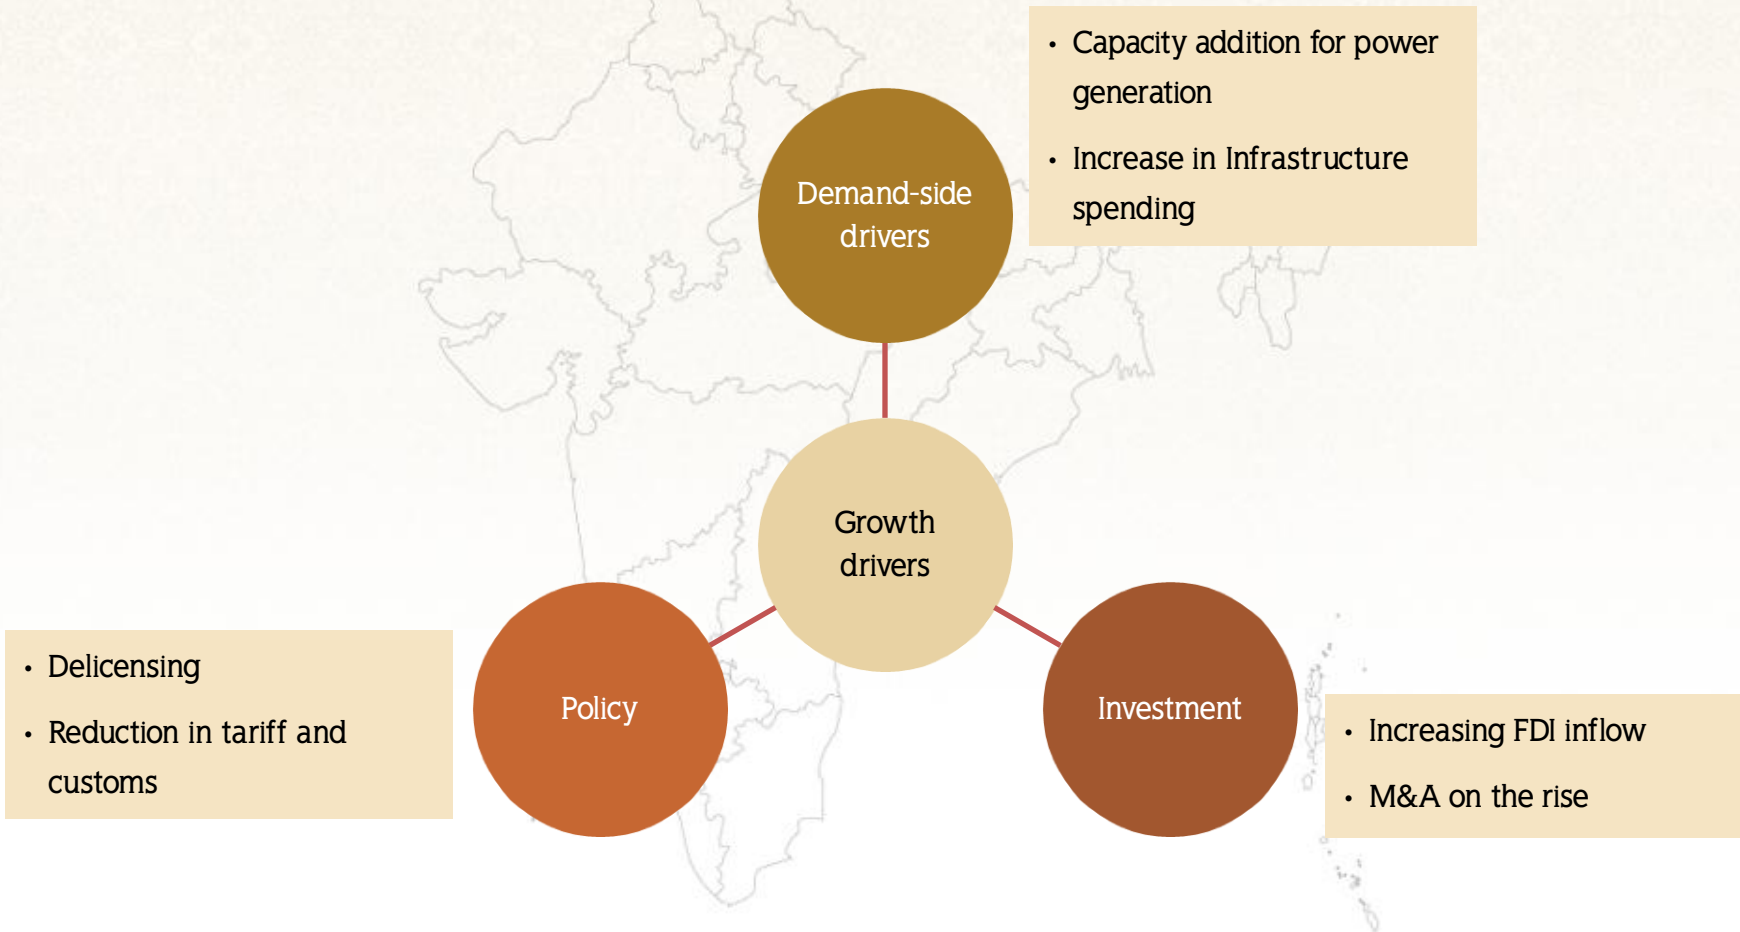 • Capacity addition for power
generation
• Increase in Infrastructure
spending
Demand-side
drivers
Growth
drivers
• Delicensing
• Reduction in tariff and
customs
Policy
Investment
• Increasing FDI inflow
• M&A on the rise